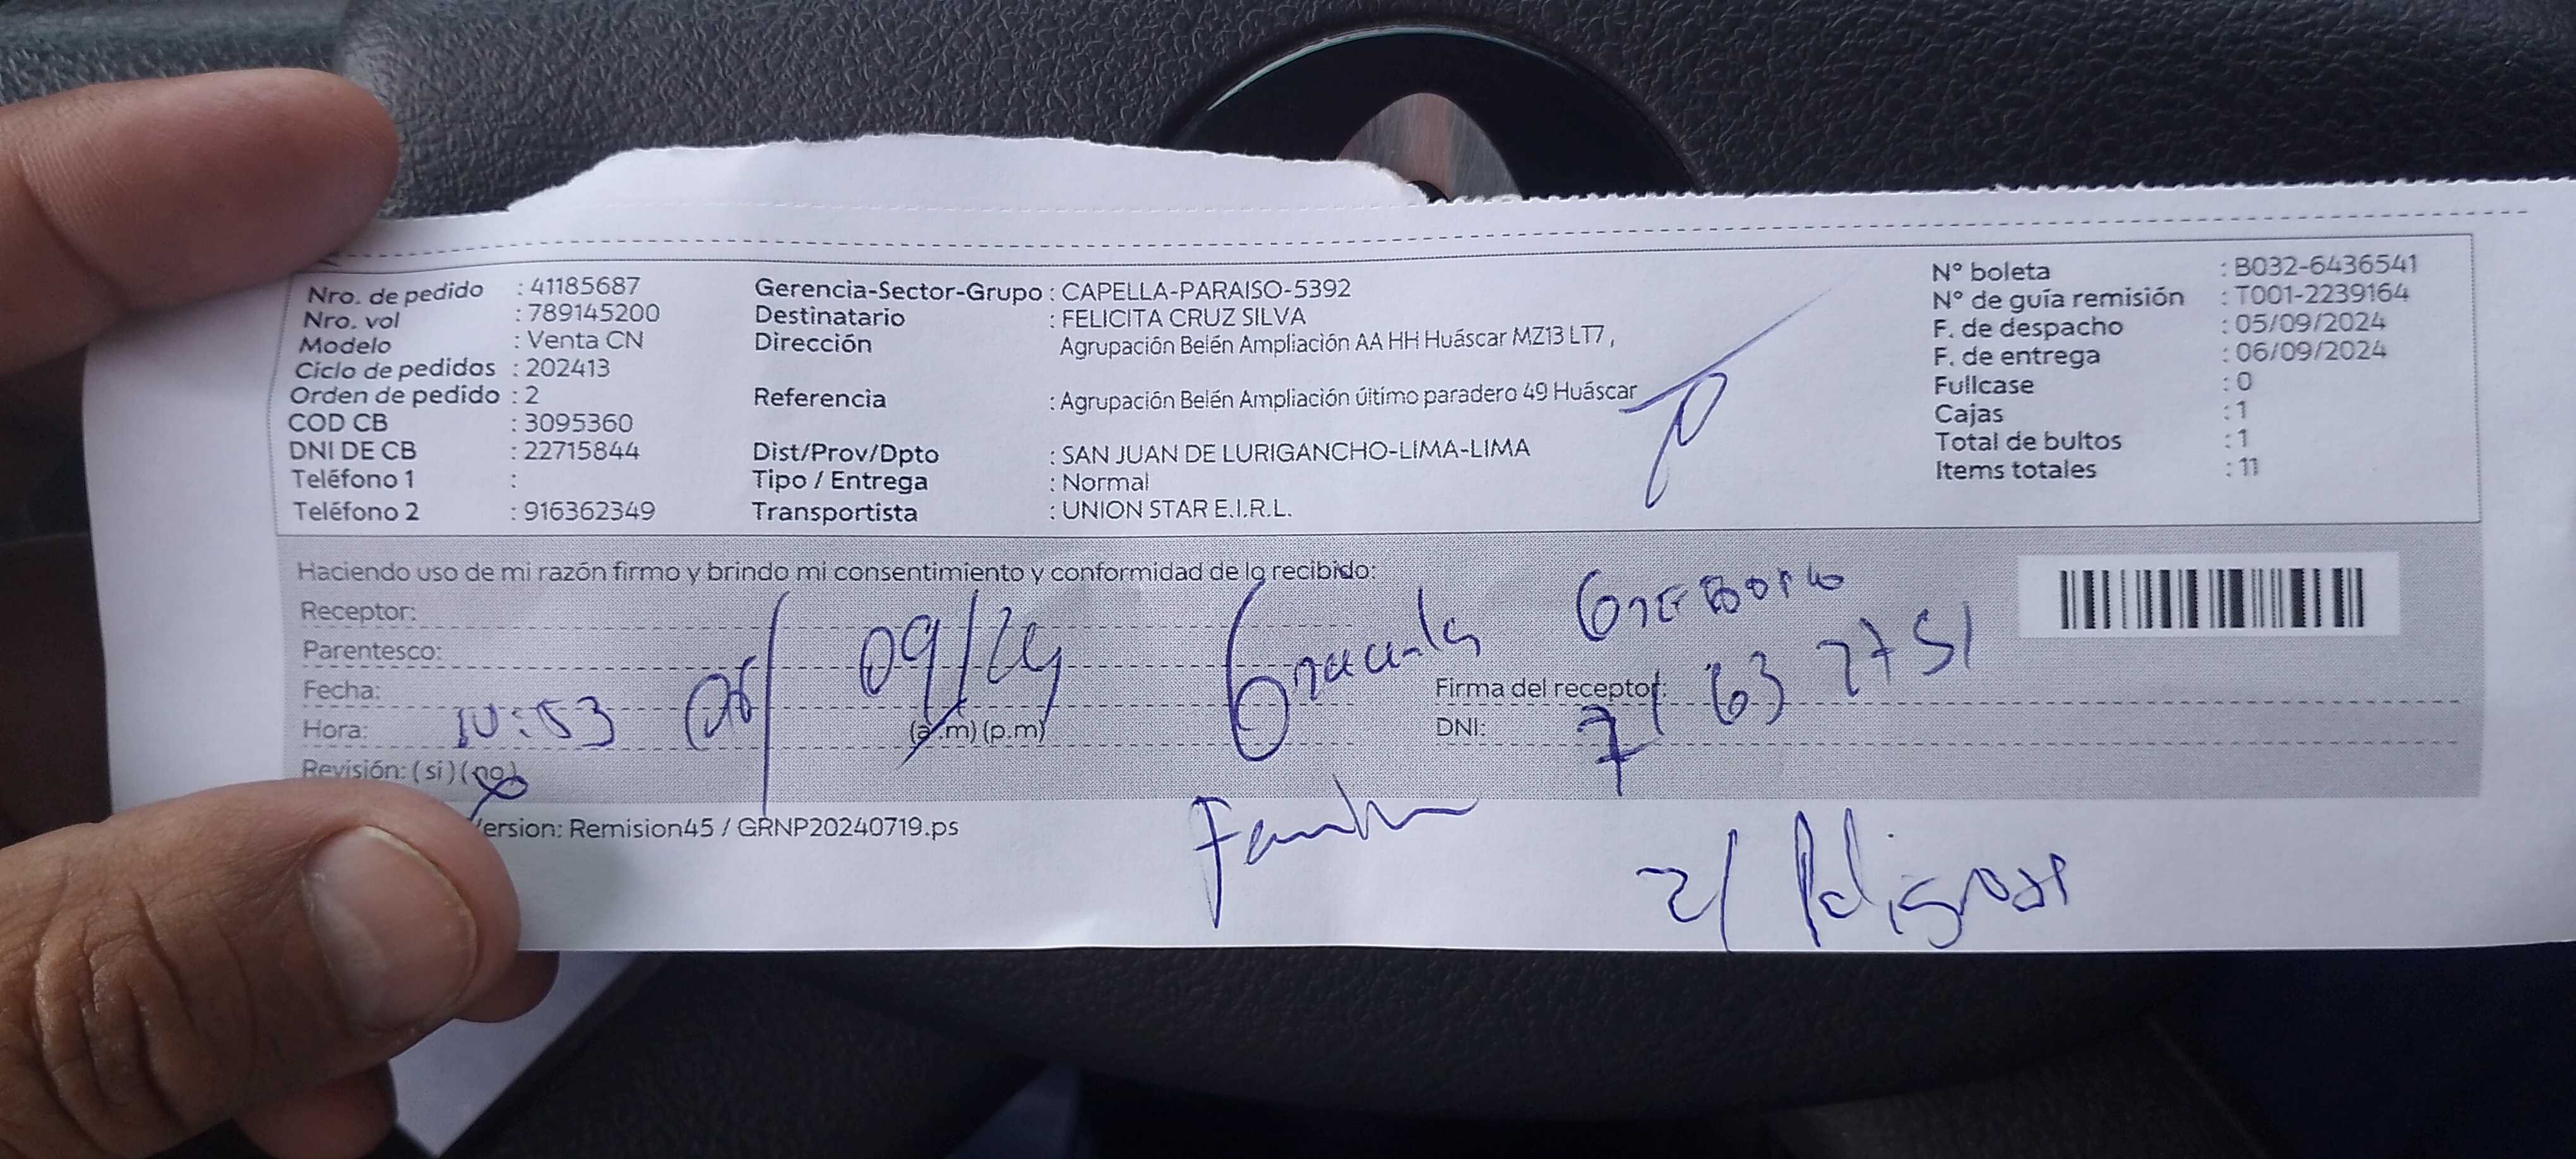 Nro. de pedido : 41185687
Nro. vol : 789145200
Modelo : Venta CN
Ciclo de pedidos : 202413
Orden de pedido : 2
COD CB : 3095360
DNI DE CB : 22715844
Teléfono 1 :
Teléfono 2 : 916362349
Gerencia-Sector-Grupo : CAPELLA-PARAISO-5392
Destinatario : FELICITA CRUZ SILVA
Dirección : Agrupación Belén Ampliación AA HH Huáscar MZ13 LT7 ,
Referencia : Agrupación Belén Ampliación último paradero 49 Huáscar
Dist/Prov/Dpto : SAN JUAN DE LURIGANCHO-LIMA-LIMA
Tipo / Entrega : Normal
Transportista : UNION STAR E.I.R.L.
N° boleta : B032-6436541
N° de guía remisión : T001-2239164
F. de despacho : 05/09/2024
F. de entrega : 06/09/2024
Fullcase : 0
Cajas : 1
Total de bultos : 1
Items totales : 11
Haciendo uso de mi razón firmo y brindo mi consentimiento y conformidad de lo recibido:
Receptor:
Parentesco:
Fecha: 09/24
Hora: 10:53 (a.m) (p.m)
Revisión: (si) (no)
Firma del receptor:
DNI: 71632751
ersion: Remision45 / GRNP20240719.ps